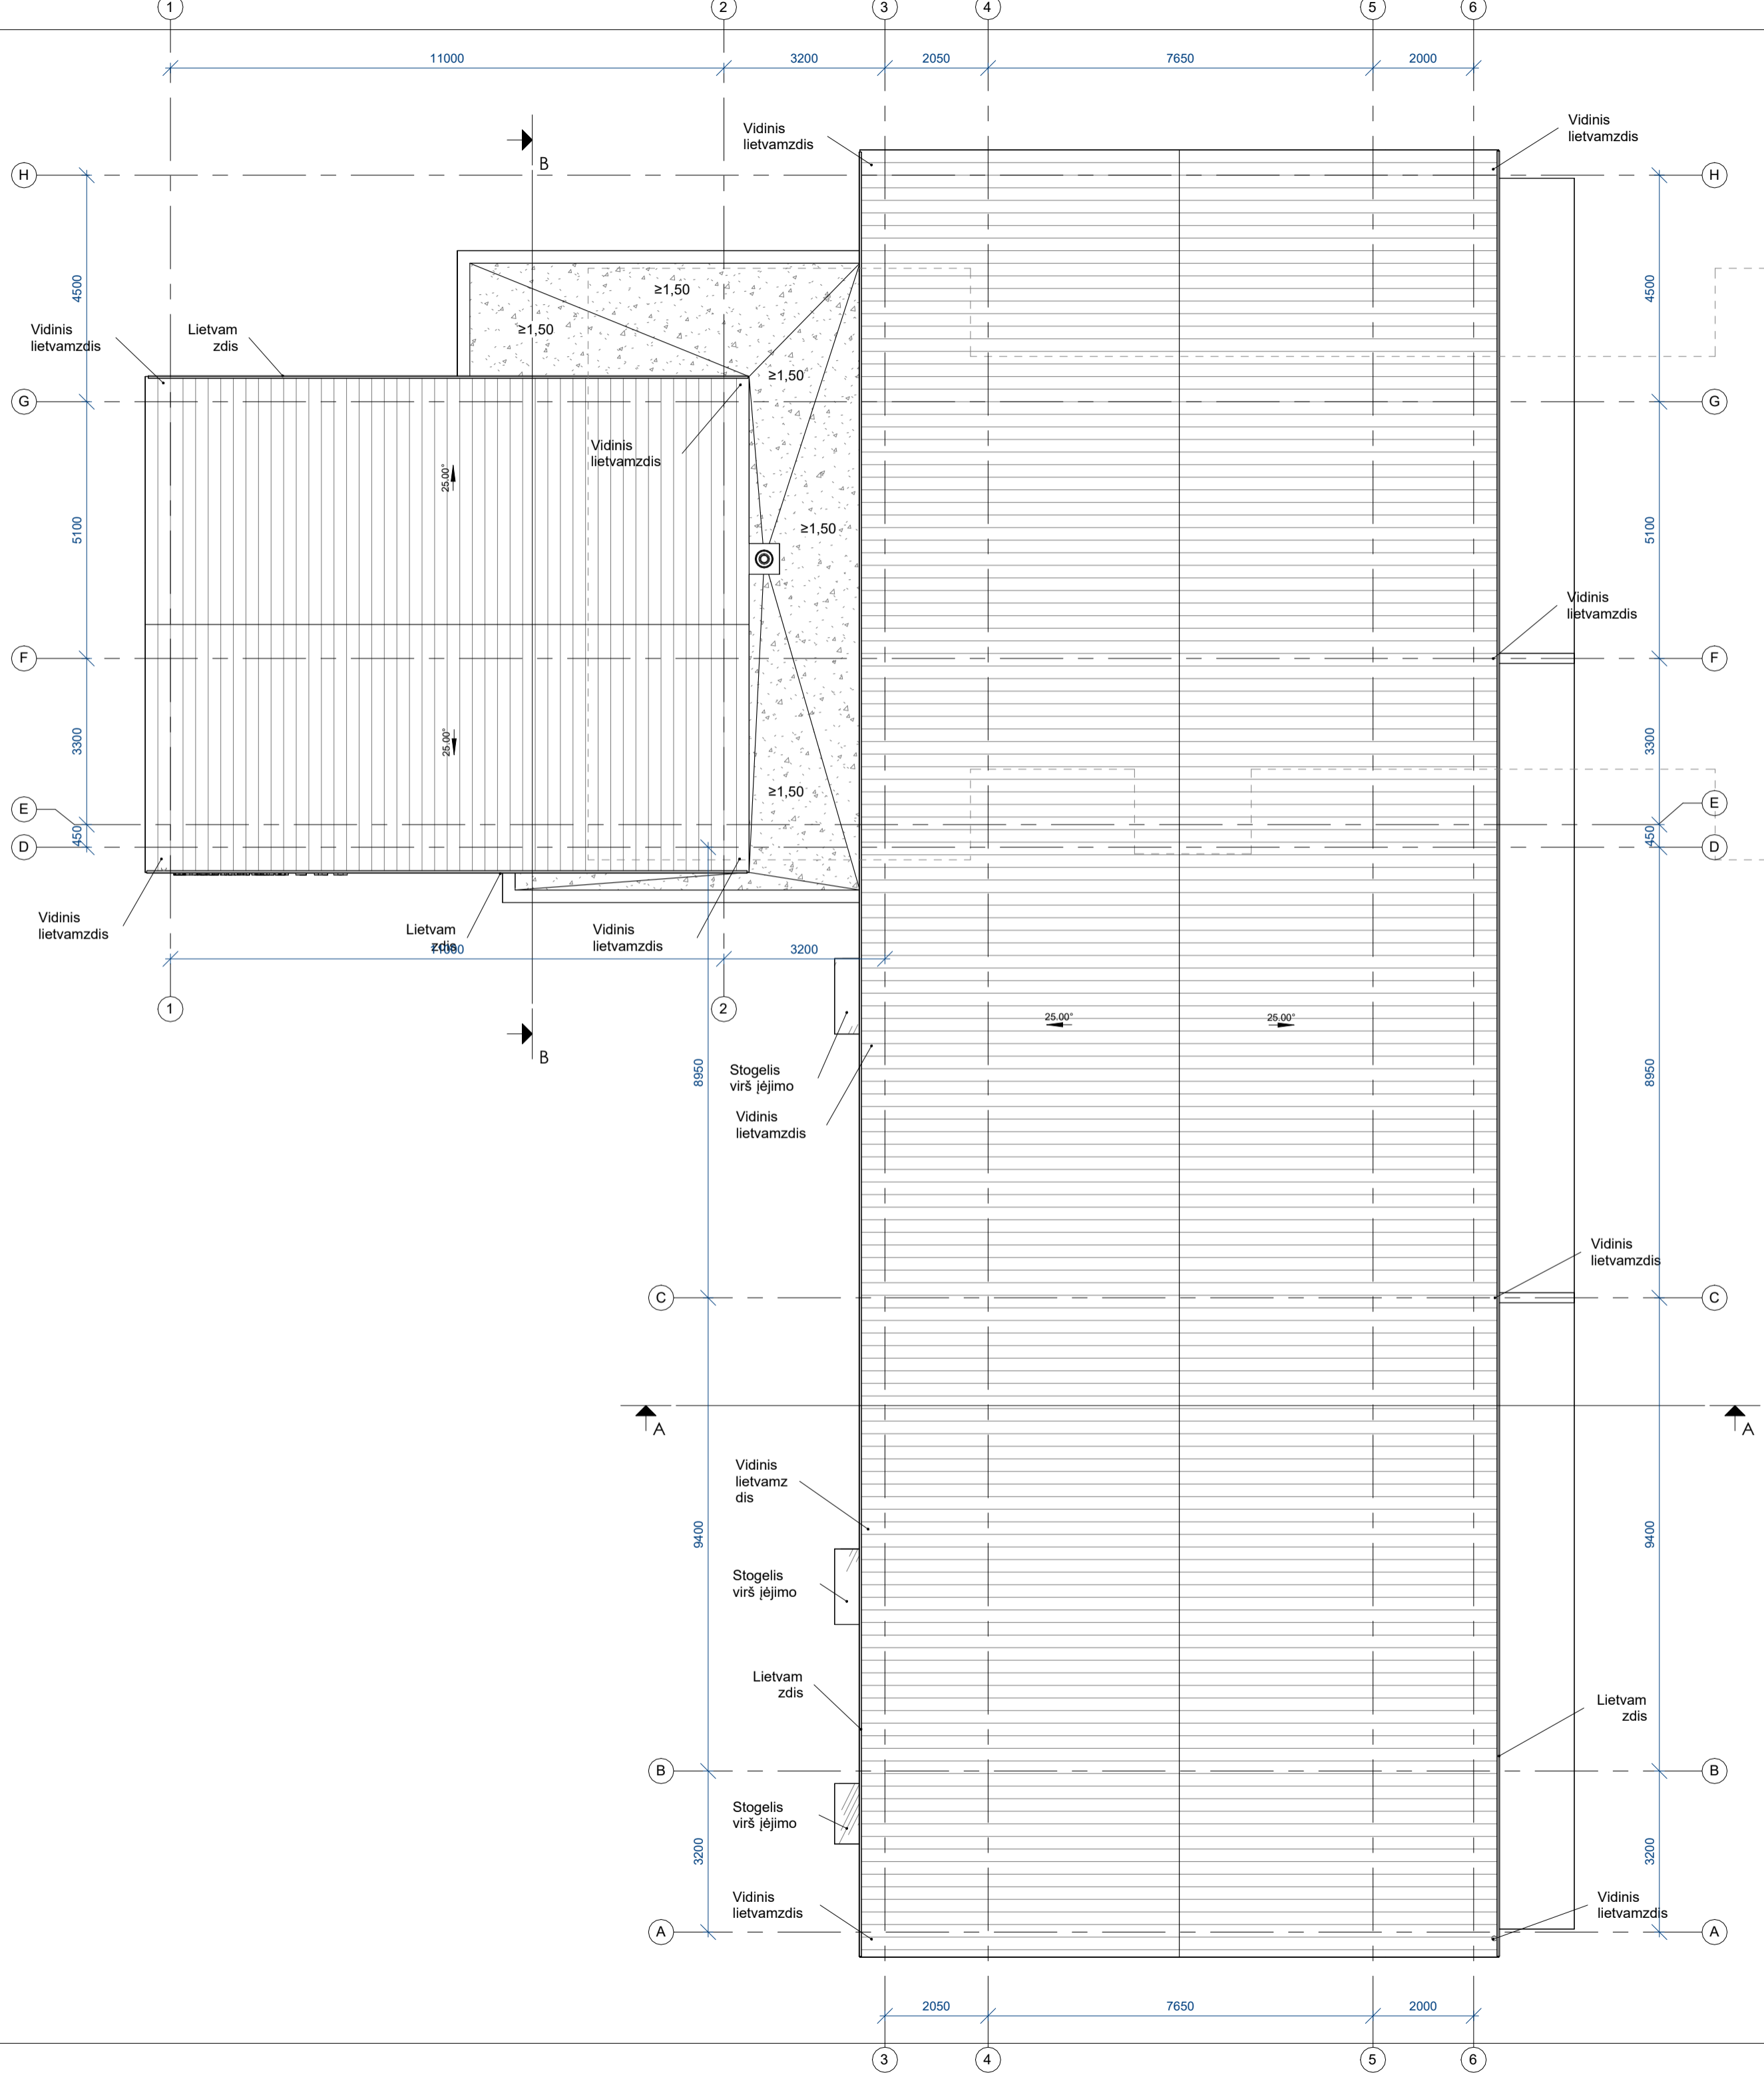 1
2
3
4
5
6
11000
3200
2050
7650
2000
Vidinis
lietvamzdis
Vidinis
lietvamzdis
B
H
H
4500
4500
≥1,50
≥1,50
≥1,50
Vidinis
lietvamzdis
Lietvam
zdis
G
G
Vidinis
lietvamzdis
25.00°
5100
5100
≥1,50
Vidinis
lietvamzdis
F
F
3300
3300
25.00°
≥1,50
E
E
450
450
D
D
Vidinis
lietvamzdis
Lietvam
zdis
Vidinis
lietvamzdis
11000
3200
1
2
B
25.00°
25.00°
Stogelis
virš įėjimo
8950
8950
Vidinis
lietvamzdis
Vidinis
lietvamzdis
C
C
A
A
Vidinis
lietvamz
dis
9400
9400
Stogelis
virš įėjimo
Lietvam
zdis
Lietvam
zdis
B
B
Stogelis
virš įėjimo
3200
3200
Vidinis
lietvamzdis
Vidinis
lietvamzdis
A
A
2050
7650
2000
3
4
5
6